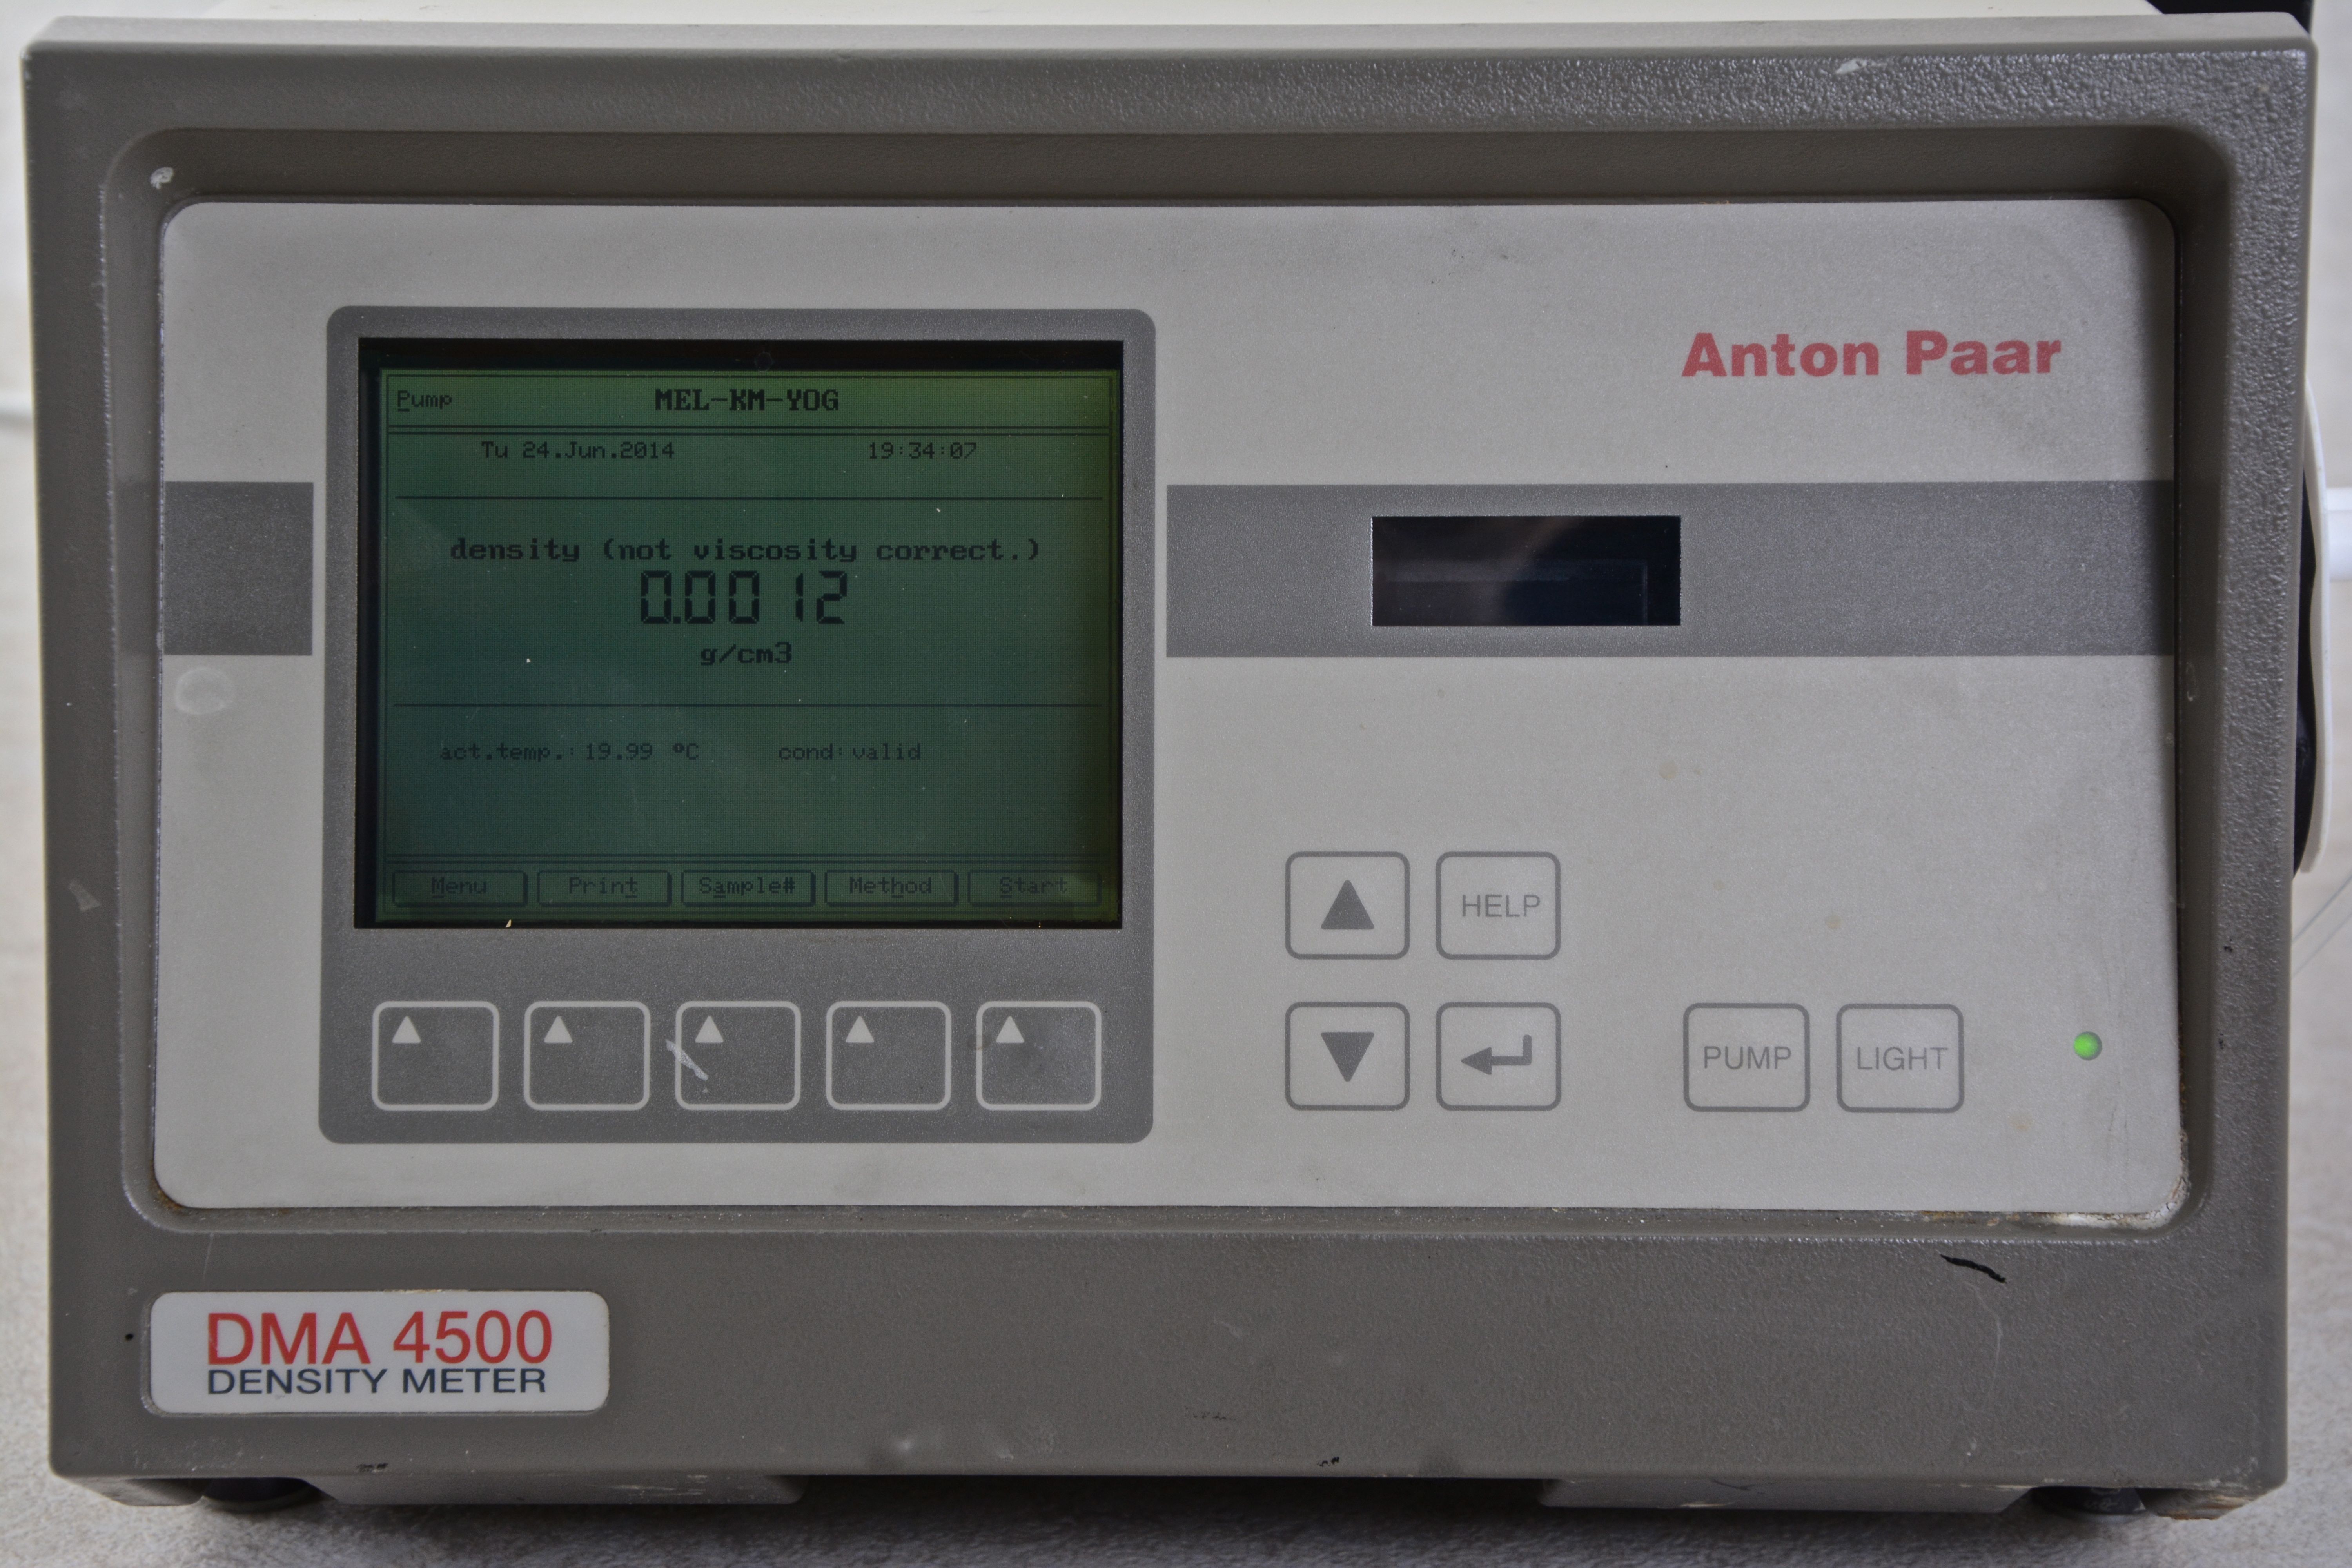 Anton Paar
Pump MEL-KM-YOG
Tu 24.Jun.2014 19:34:07
density (not viscosity correct.)
0.0012
g/cm3
act.temp.: 19.99 °C cond: valid
Menu Print Sample# Method Start
HELP
PUMP LIGHT
DMA 4500
DENSITY METER